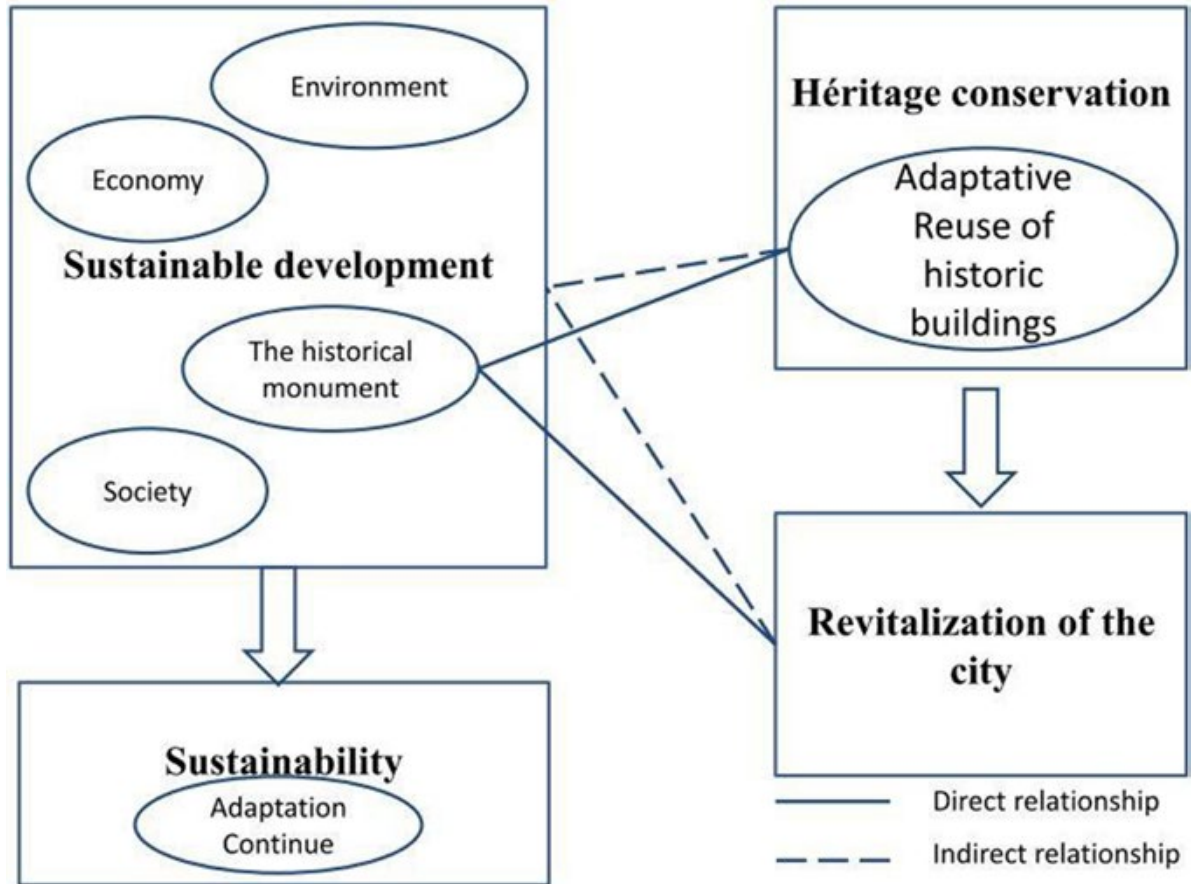 Environment
Economy
Sustainable development
The historical
monument
Society
Sustainability
Adaptation
Continue
Héritage conservation
Adaptative
Reuse of
historic
buildings
Revitalization of the
city
Direct relationship
Indirect relationship